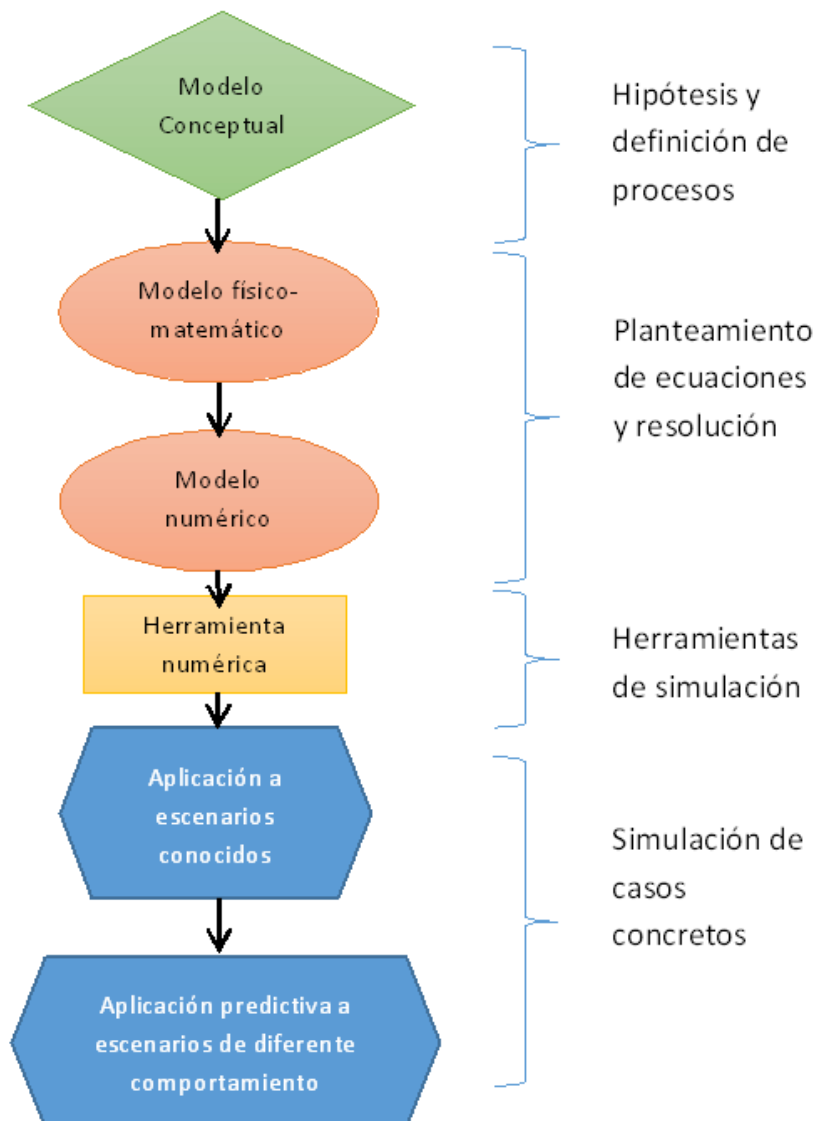 Modelo
Conceptual
Hipótesis y
definición de
procesos
Modelo físico-
matemático
Modelo
numérico
Planteamiento
de ecuaciones
y resolución
Herramienta
numérica
Herramientas
de simulación
Aplicación a
escenarios
conocidos
Aplicación predictiva a
escenarios de diferente
comportamiento
Simulación de
casos
concretos